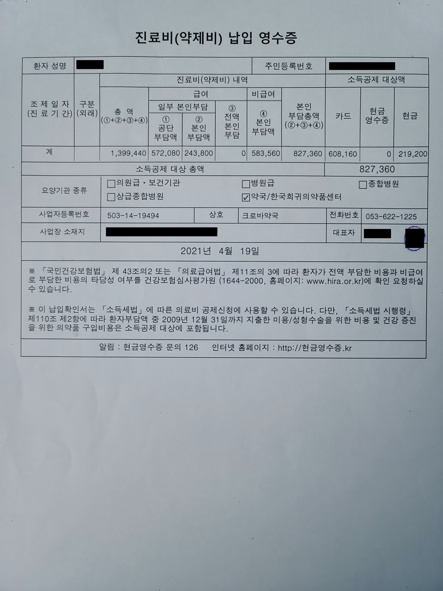 진료비(약제비) 납입 영수증
환자 성명 주민등록번호
진료비(약제비) 내역 소득공제 대상액
조제일자 (진료기간) 구분 (외래) 총 액 (①+②+③+④) 급여 비급여 본인 부담총액 (②+③+④) 카드 현금 영수증 현금
일부 본인부담 ③ 전액 본인 부담 ④ 본인 부담액
① 공단 부담액 ② 본인 부담액
계 1,399,440 572,080 243,800 0 583,560 827,360 608,160 0 219,200
소득공제 대상 총액 827,360
요양기관 종류 □의원급·보건기관 □병원급 □종합병원
□상급종합병원 ☑약국/한국희귀의약품센터
사업자등록번호 503-14-19494 상호 크로바약국 전화번호 053-622-1225
사업장 소재지 대표자
2021년 4월 19일
※ 「국민건강보험법」 제43조의2 또는 「의료급여법」 제11조의 3에 따라 환자가 전액 부담한 비용과 비급여
로 부담한 비용의 타당성 여부를 건강보험심사평가원 (1644-2000, 홈페이지: www.hira.or.kr)에 확인 요청하실
수 있습니다.
※ 이 납입확인서는 「소득세법」에 따른 의료비 공제신청에 사용할 수 있습니다. 다만, 「소득세법 시행령」
제110조 제2항에 따라 환자부담액 중 2009년 12월 31일까지 지출한 미용/성형수술을 위한 비용 및 건강 증진
을 위한 의약품 구입비용은 소득공제 대상에 포함됩니다.
알림 : 현금영수증 문의 126 인터넷 홈페이지 : http://현금영수증.kr